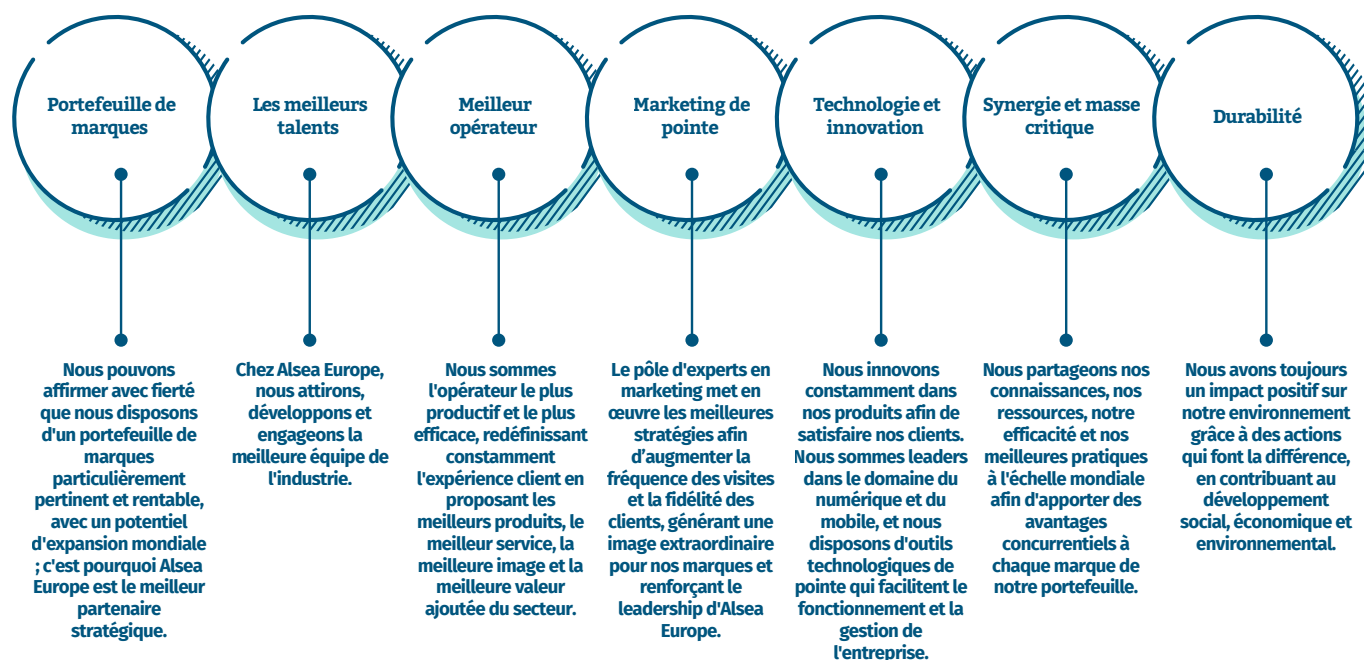 Portefeuille de
marques
Les meilleurs
talents
Meilleur
opérateur
Marketing de
pointe
Technologie et
innovation
Synergie et masse
critique
Durabilité
Nous pouvons
affirmer avec fierté
que nous disposons
d'un portefeuille de
marques
particulièrement
pertinent et rentable,
avec un potentiel
d'expansion mondiale
; c'est pourquoi Alsea
Europe est le meilleur
partenaire
stratégique.
Chez Alsea Europe,
nous attirons,
développons et
engageons la
meilleure équipe de
l'industrie.
Nous sommes
l'opérateur le plus
productif et le plus
efficace, redéfinissant
constamment
l'expérience client en
proposant les
meilleurs produits, le
meilleur service, la
meilleure image et la
meilleure valeur
ajoutée du secteur.
Le pôle d'experts en
marketing met en
œuvre les meilleures
stratégies afin
d’augmenter la
fréquence des visites
et la fidélité des
clients, générant une
image extraordinaire
pour nos marques et
renforçant le
leadership d'Alsea
Europe.
Nous innovons
constamment dans
nos produits afin de
satisfaire nos clients.
Nous sommes leaders
dans le domaine du
numérique et du
mobile, et nous
disposons d'outils
technologiques de
pointe qui facilitent le
fonctionnement et la
gestion de
l'entreprise.
Nous partageons nos
connaissances, nos
ressources, notre
efficacité et nos
meilleures pratiques
à l'échelle mondiale
afin d'apporter des
avantages
concurrentiels à
chaque marque de
notre portefeuille.
Nous avons toujours
un impact positif sur
notre environnement
grâce à des actions
qui font la différence,
en contribuant au
développement
social, économique et
environnemental.